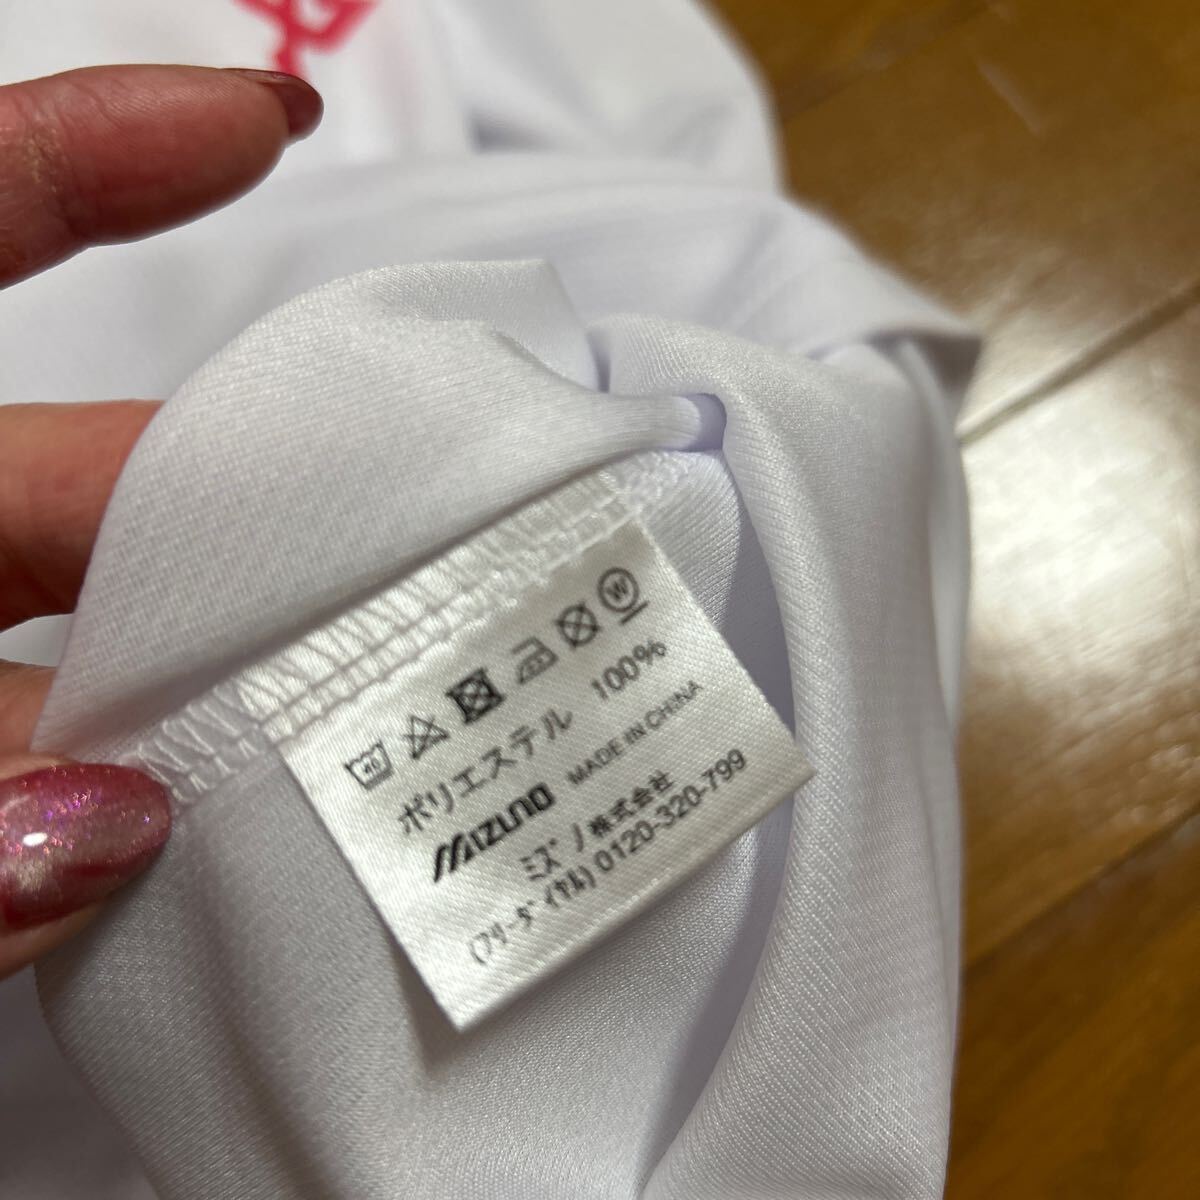 40 W
ポリエステル 100%
MIZUNO MADE IN CHINA
ミズノ株式会社
(フリーダイヤル) 0120-320-799